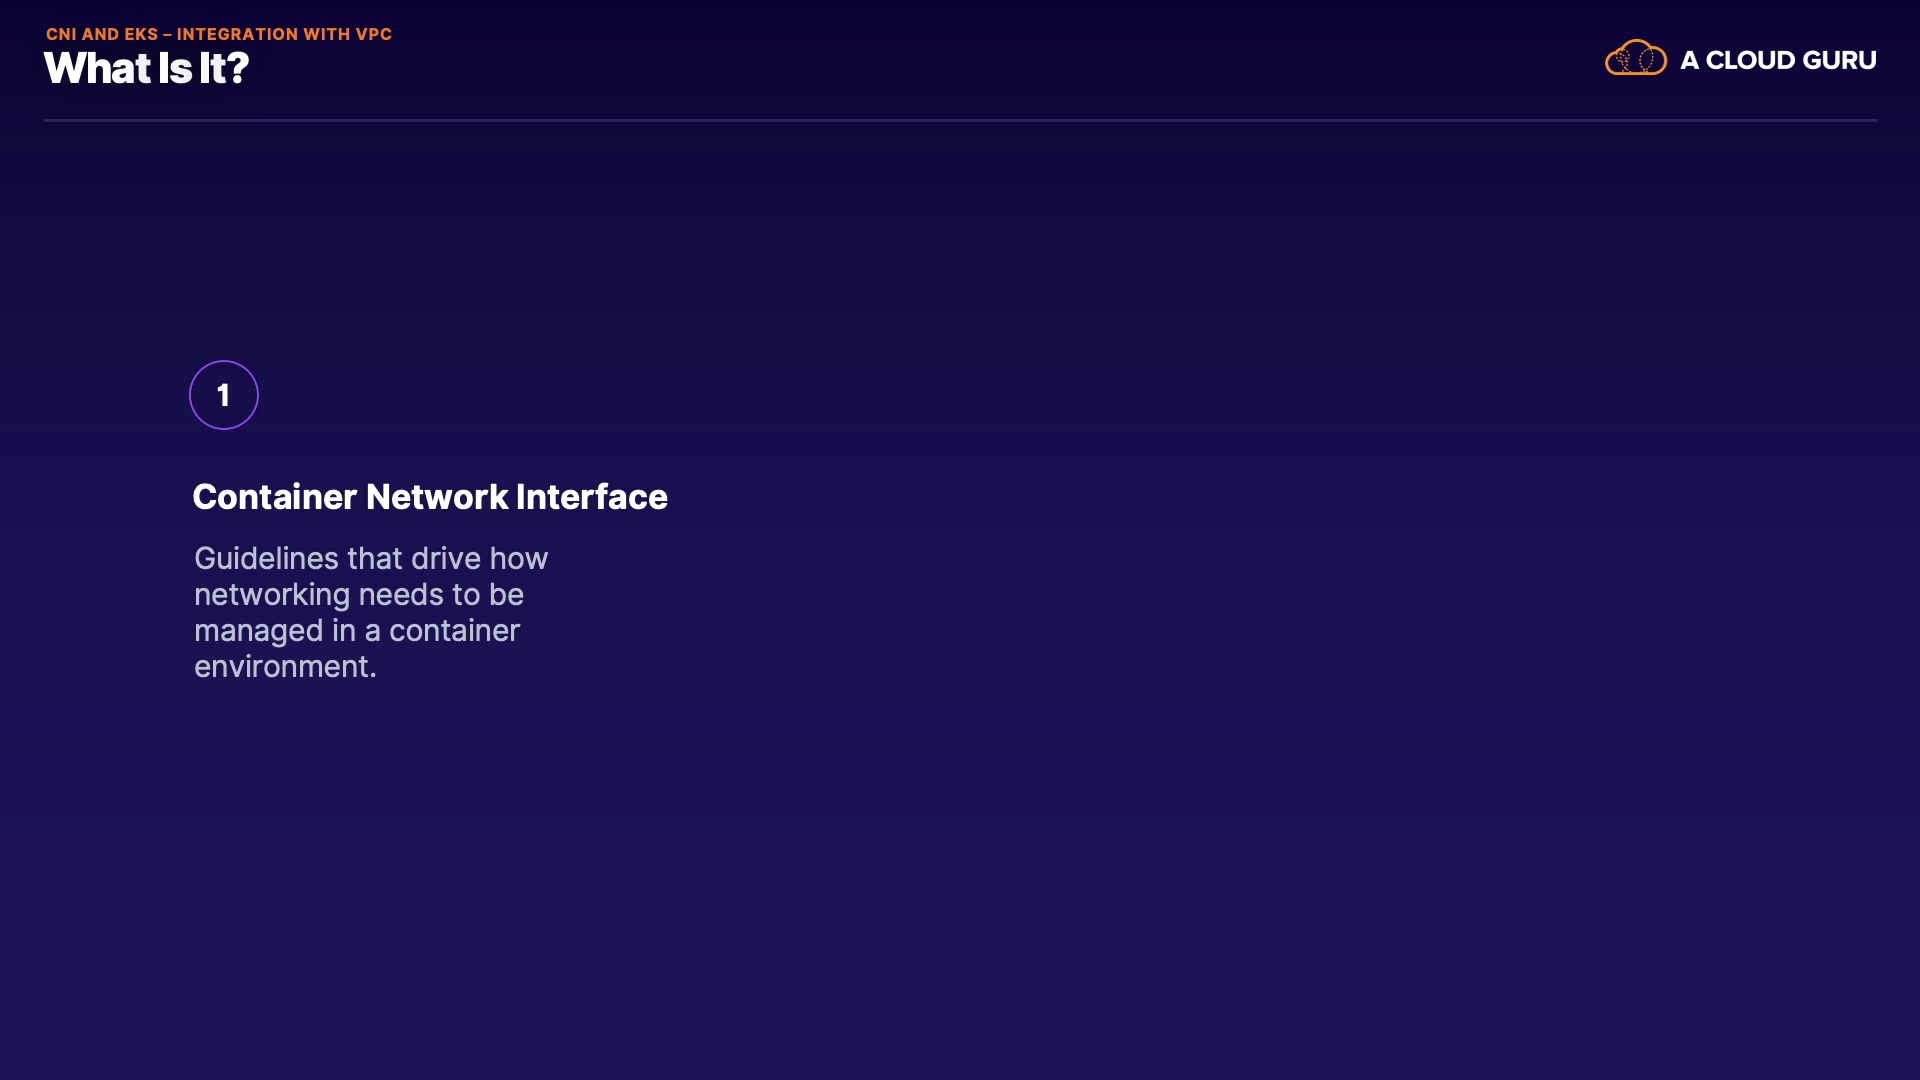 CNI AND EKS – INTEGRATION WITH VPC
What Is It?
A CLOUD GURU
1
Container Network Interface
Guidelines that drive how
networking needs to be
managed in a container
environment.